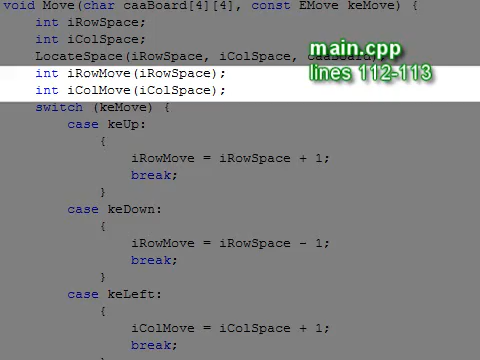 void Move(char caaBoard[4][4], const EMove keMove) {
int iRowSpace;
int iColSpace;
LocateSpace(iRowSpace, iColSpace, caaBoard);
main.cpp
int iRowMove(iRowSpace);
lines 112-113
int iColMove(iColSpace);
switch (keMove) {
case keUp:
{
iRowMove = iRowSpace + 1;
break;
}
case keDown:
{
iRowMove = iRowSpace - 1;
break;
}
case keLeft:
{
iColMove = iColSpace + 1;
break;
}